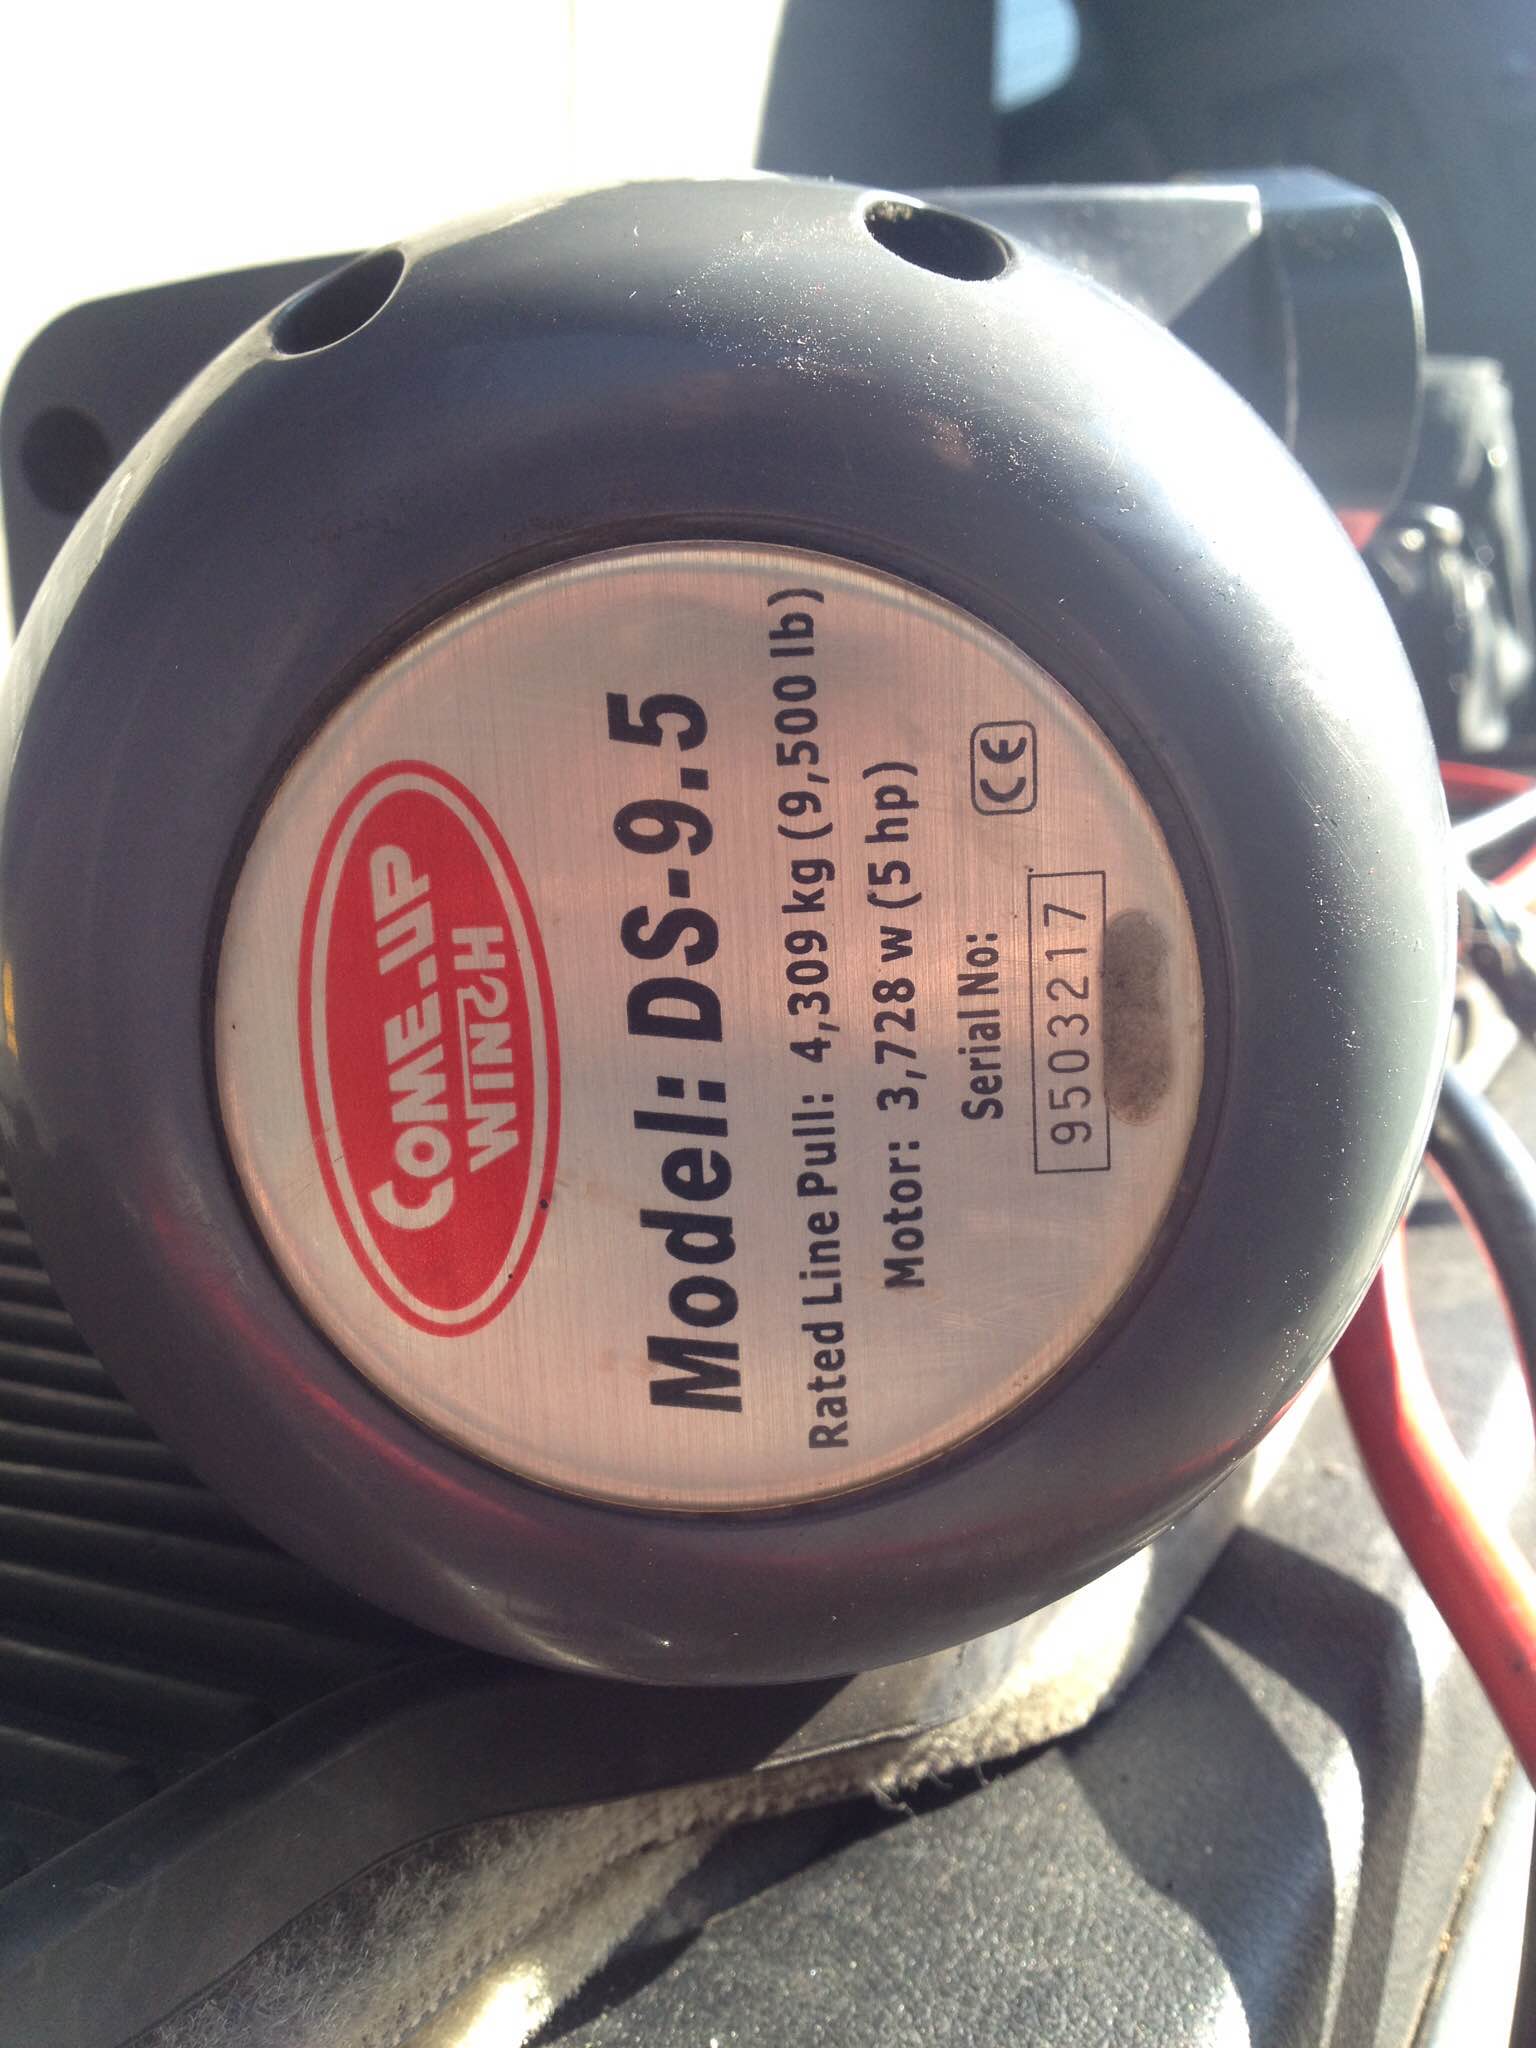 COME.UP
WINCH
Model: DS-9.5
Rated Line Pull: 4,309 kg (9,500 lb)
Motor: 3,728 w (5 hp)
Serial No:
CE
9503217